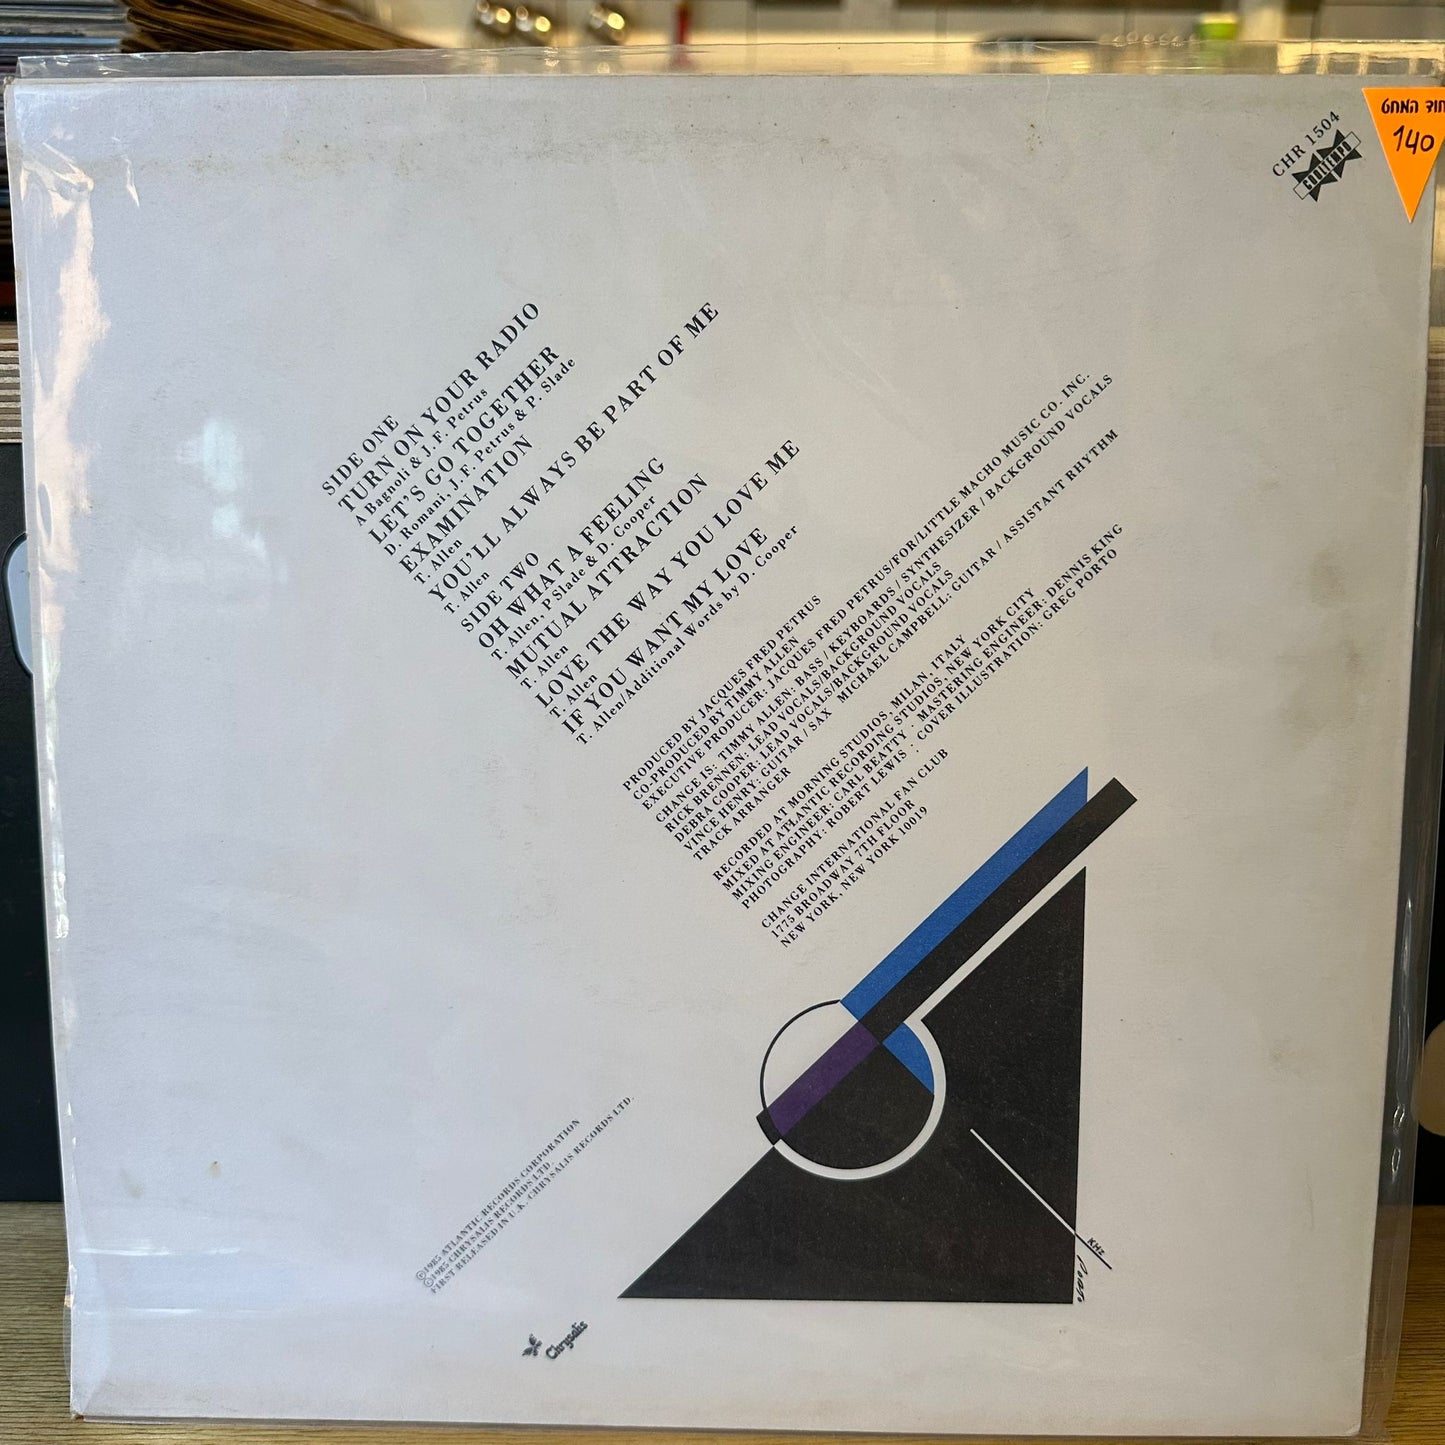 חוד המחט
140
CHR 1504
CONTEMPO
SIDE ONE
TURN ON YOUR RADIO
A Bagnoli & J. F. Petrus
LET'S GO TOGETHER
D. Romani, J. F. Petrus & P. Slade
EXAMINATION
T. Allen
YOU'LL ALWAYS BE PART OF ME
T. Allen
SIDE TWO
OH WHAT A FEELING
T. Allen, P Slade & D. Cooper
MUTUAL ATTRACTION
T. Allen
LOVE THE WAY YOU LOVE ME
T. Allen
IF YOU WANT MY LOVE
T. Allen/Additional Words by D. Cooper
PRODUCED BY JACQUES FRED PETRUS
CO-PRODUCED BY TIMMY ALLEN
EXECUTIVE PRODUCER: JACQUES FRED PETRUS/FOR/LITTLE MACHO MUSIC CO. INC.
CHANGE IS: TIMMY ALLEN: BASS / KEYBOARDS / SYNTHESIZER / BACKGROUND VOCALS
RICK BRENNEN: LEAD VOCALS/BACKGROUND VOCALS
DEBRA COOPER: LEAD VOCALS/BACKGROUND VOCALS
VINCE HENRY: GUITAR / SAX MICHAEL CAMPBELL: GUITAR / ASSISTANT RHYTHM
TRACK ARRANGER
RECORDED AT MORNING STUDIOS, MILAN, ITALY
MIXED AT ATLANTIC RECORDING STUDIOS, NEW YORK CITY
MIXING ENGINEER: CARL BEATTY : MASTERING ENGINEER: DENNIS KING
PHOTOGRAPHY: ROBERT LEWIS : COVER ILLUSTRATION: GREG PORTO
CHANGE INTERNATIONAL FAN CLUB
1775 BROADWAY 7TH FLOOR
NEW YORK, NEW YORK 10019
Ⓟ1985 ATLANTIC RECORDS CORPORATION
©1985 CHRYSALIS RECORDS LTD.
FIRST RELEASED IN U.K. CHRYSALIS RECORDS LTD.
Chrysalis
KHZ
PORTO